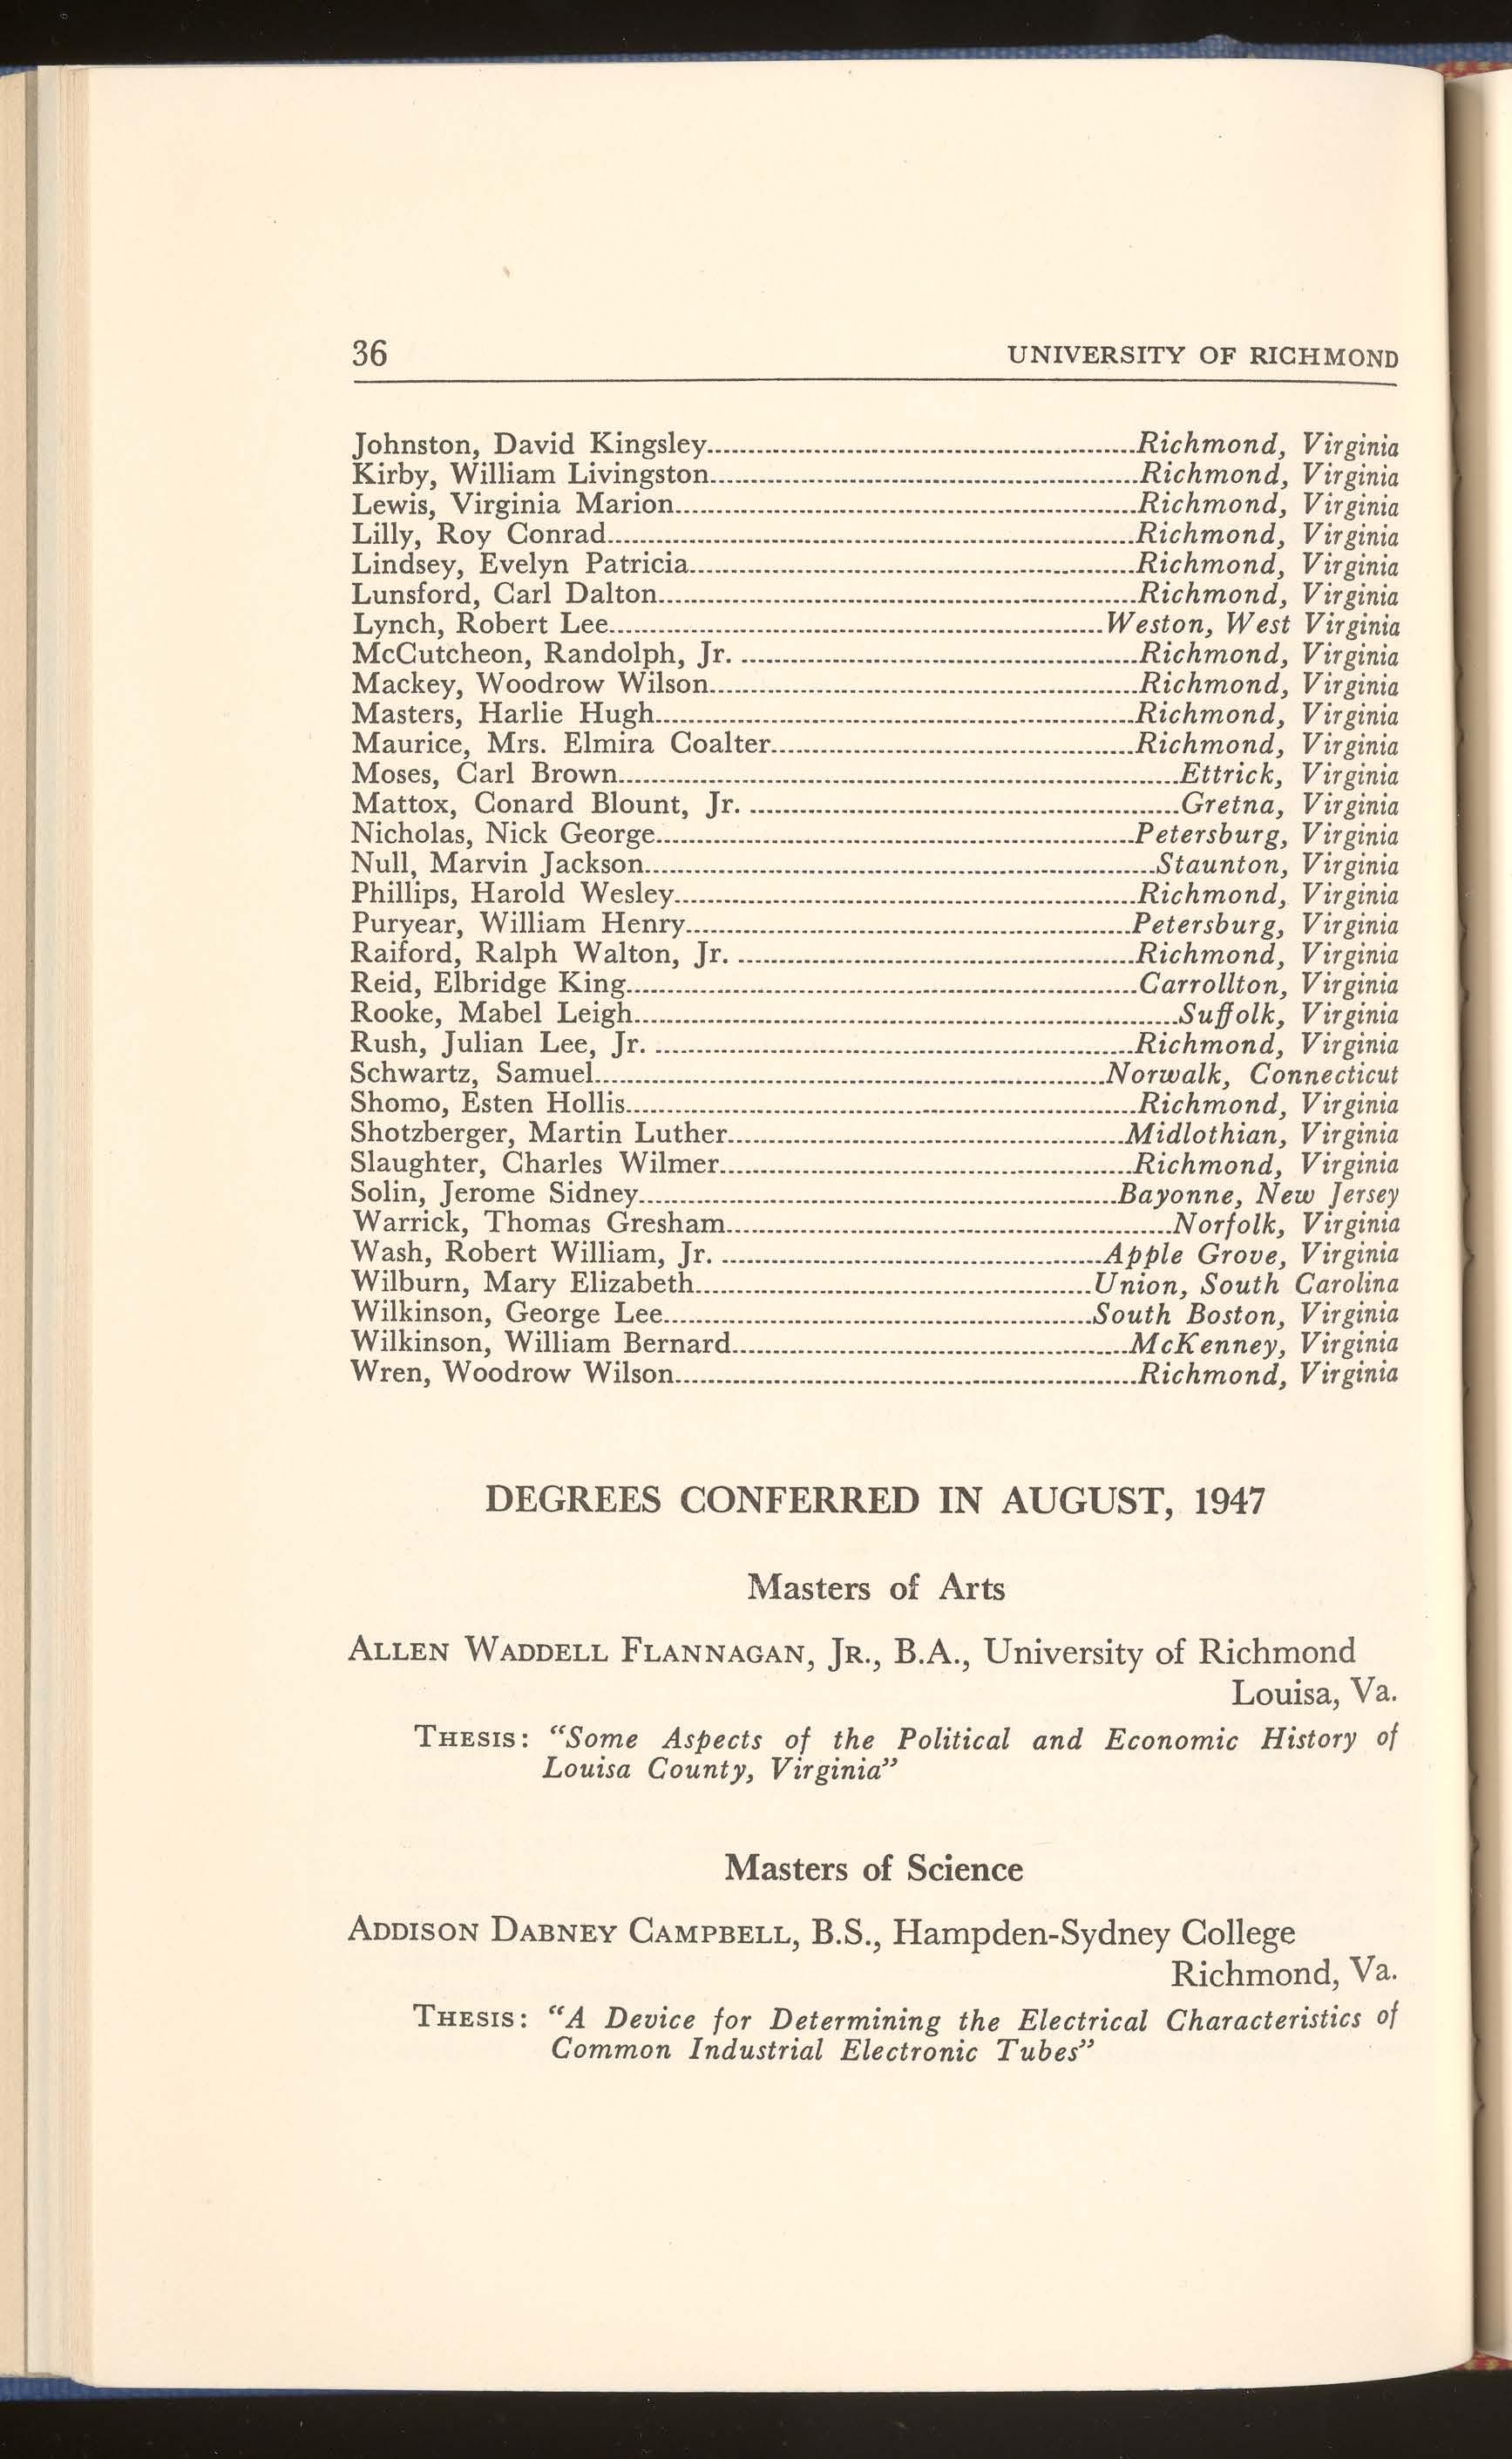 36 UNIVERSITY OF RICHMOND
Johnston, David Kingsley Richmond, Virginia
Kirby, William Livingston Richmond, Virginia
Lewis, Virginia Marion Richmond, Virginia
Lilly, Roy Conrad Richmond, Virginia
Lindsey, Evelyn Patricia Richmond, Virginia
Lunsford, Carl Dalton Richmond, Virginia
Lynch, Robert Lee Weston, West Virginia
McCutcheon, Randolph, Jr. Richmond, Virginia
Mackey, Woodrow Wilson Richmond, Virginia
Masters, Harlie Hugh Richmond, Virginia
Maurice, Mrs. Elmira Coalter Richmond, Virginia
Moses, Carl Brown Ettrick, Virginia
Mattox, Conard Blount, Jr. Gretna, Virginia
Nicholas, Nick George Petersburg, Virginia
Null, Marvin Jackson Staunton, Virginia
Phillips, Harold Wesley Richmond, Virginia
Puryear, William Henry Petersburg, Virginia
Raiford, Ralph Walton, Jr. Richmond, Virginia
Reid, Elbridge King Carrollton, Virginia
Rooke, Mabel Leigh Suffolk, Virginia
Rush, Julian Lee, Jr. Richmond, Virginia
Schwartz, Samuel Norwalk, Connecticut
Shomo, Esten Hollis Richmond, Virginia
Shotzberger, Martin Luther Midlothian, Virginia
Slaughter, Charles Wilmer Richmond, Virginia
Solin, Jerome Sidney Bayonne, New Jersey
Warrick, Thomas Gresham Norfolk, Virginia
Wash, Robert William, Jr. Apple Grove, Virginia
Wilburn, Mary Elizabeth Union, South Carolina
Wilkinson, George Lee South Boston, Virginia
Wilkinson, William Bernard McKenney, Virginia
Wren, Woodrow Wilson Richmond, Virginia
DEGREES CONFERRED IN AUGUST, 1947
Masters of Arts
ALLEN WADDELL FLANNAGAN, JR., B.A., University of Richmond
Louisa, Va.
THESIS: “Some Aspects of the Political and Economic History of
Louisa County, Virginia”
Masters of Science
ADDISON DABNEY CAMPBELL, B.S., Hampden-Sydney College
Richmond, Va.
THESIS: “A Device for Determining the Electrical Characteristics of
Common Industrial Electronic Tubes”